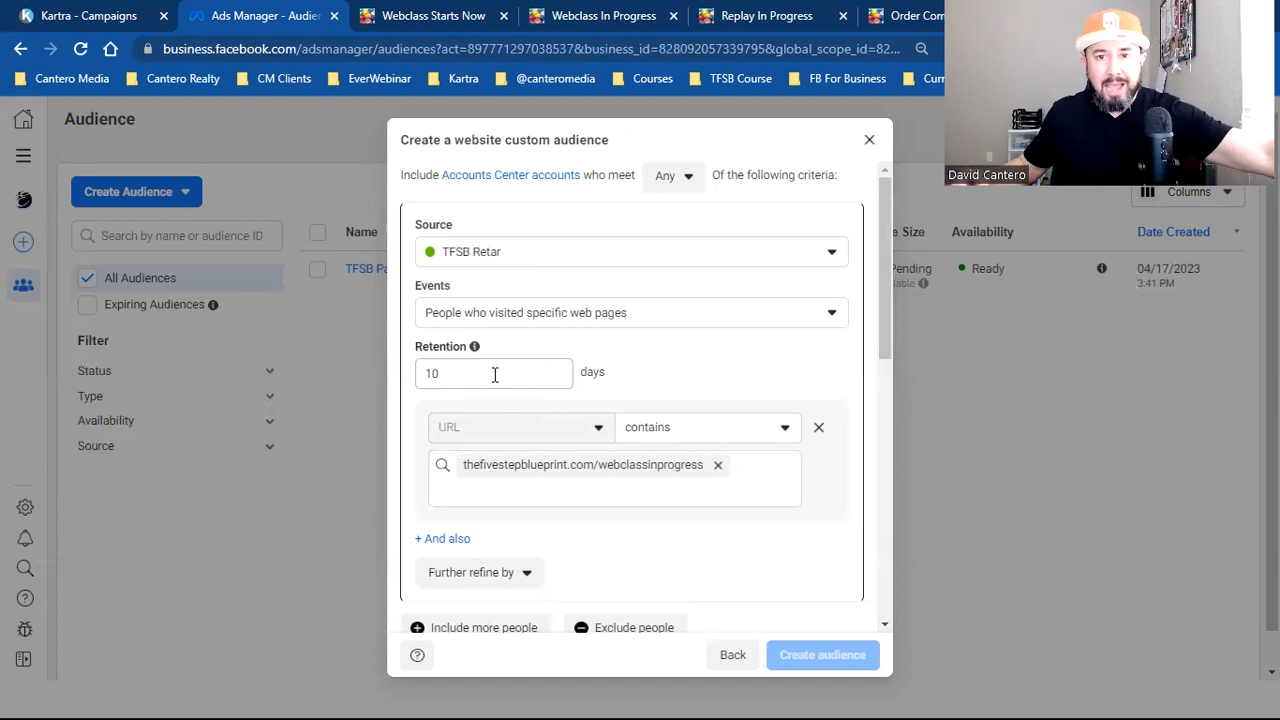 Kartra - Campaigns
Ads Manager - Audien
Webclass Starts Now
Webclass In Progress
Replay In Progress
Order Com
business.facebook.com/adsmanager/audiences?act=897771297038537&business_id=828092057339795&global_scope_id=82...
Cantero Media
Cantero Realty
CM Clients
EverWebinar
Kartra
@canteromedia
Courses
TFSB Course
FB For Business
Curr
Audience
Create Audience
Search by name or audience ID
All Audiences
Expiring Audiences
Filter
Status
Type
Availability
Source
Name
TFSB Pa
Create a website custom audience
Include Accounts Center accounts who meet Any Of the following criteria:
Source
TFSB Retar
Events
People who visited specific web pages
Retention
10 days
URL contains
thefivestepblueprint.com/webclassinprogress
+ And also
Further refine by
Include more people
Exclude people
Back
Create audience
David Cantero
Columns
e Size
Availability
Date Created
Pending
Ready
04/17/2023
3:41 PM